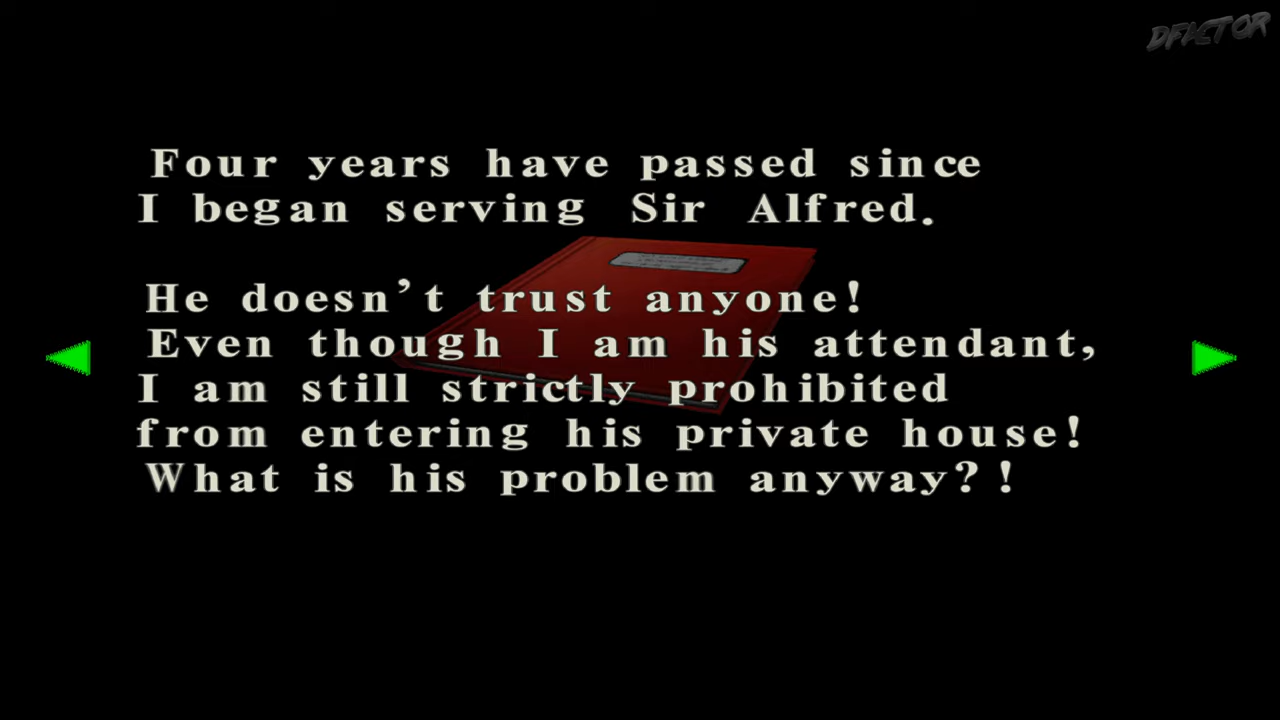 DFACTOR
Four years have passed since
I began serving Sir Alfred.
He doesn't trust anyone!
Even though I am his attendant,
I am still strictly prohibited
from entering his private house!
What is his problem anyway?!